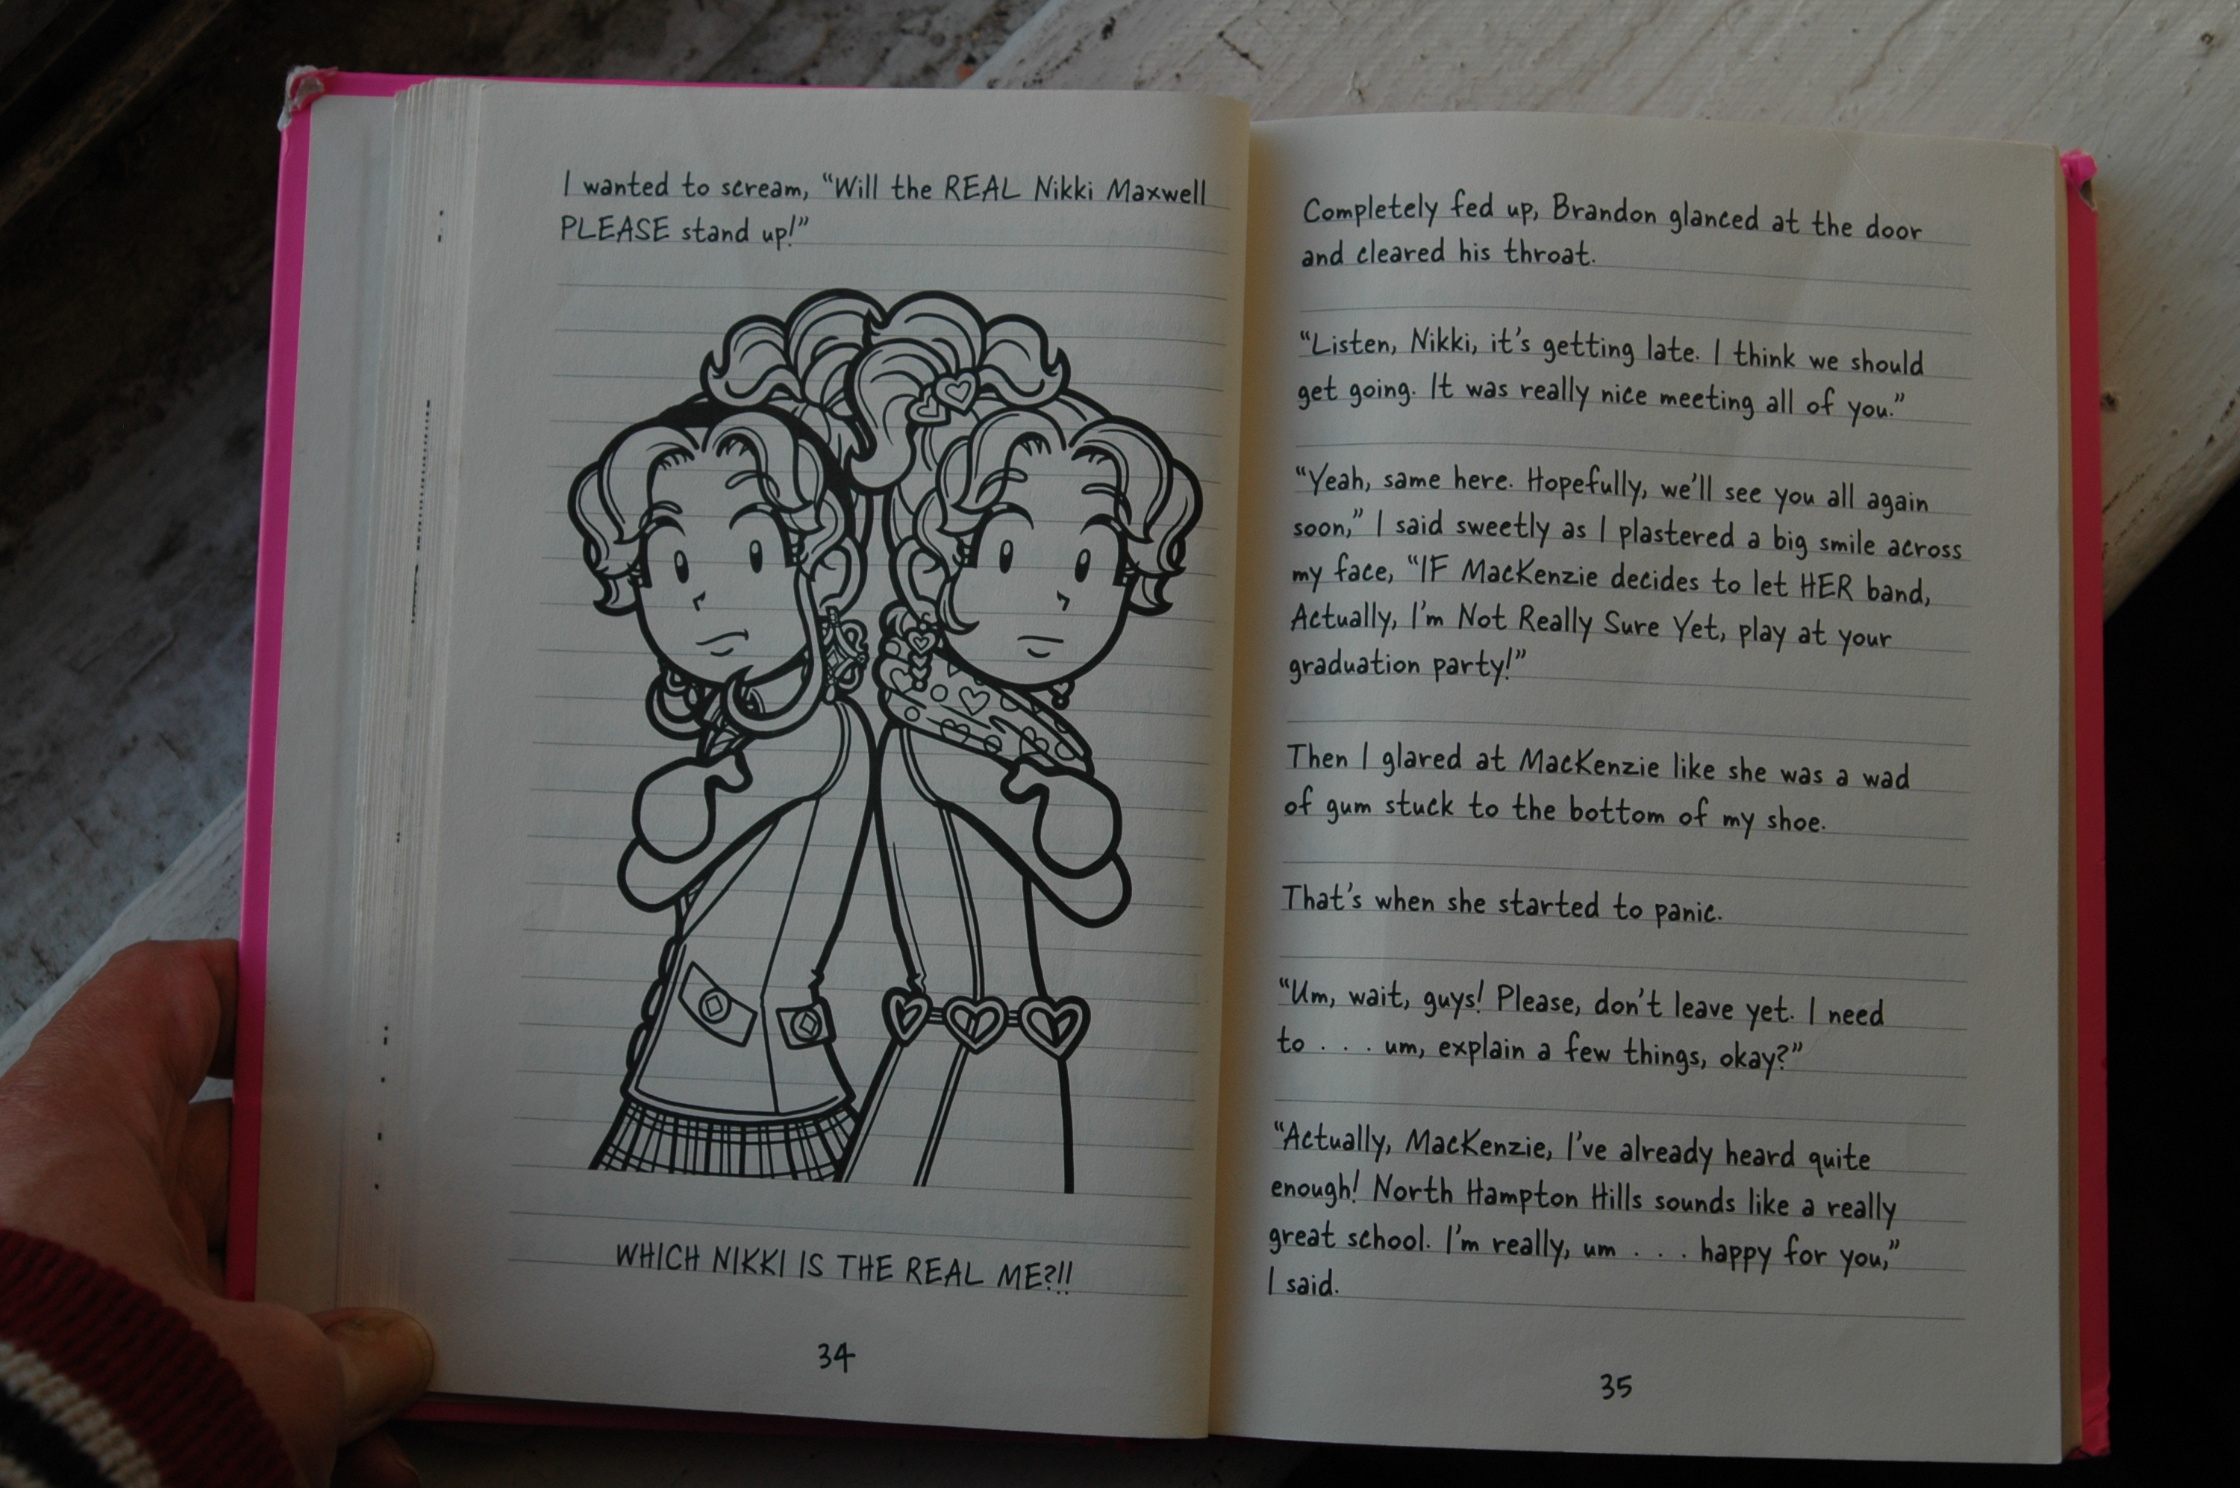 I wanted to scream, “Will the REAL Nikki Maxwell
PLEASE stand up!”
WHICH NIKKI IS THE REAL ME?!!
34
Completely fed up, Brandon glanced at the door
and cleared his throat.
“Listen, Nikki, it’s getting late. I think we should
get going. It was really nice meeting all of you.”
“Yeah, same here. Hopefully, we’ll see you all again
soon,” I said sweetly as I plastered a big smile across
my face, “IF MacKenzie decides to let HER band,
Actually, I’m Not Really Sure Yet, play at your
graduation party!”
Then I glared at MacKenzie like she was a wad
of gum stuck to the bottom of my shoe.
That’s when she started to panic.
“Um, wait, guys! Please, don’t leave yet. I need
to . . . um, explain a few things, okay?”
“Actually, MacKenzie, I’ve already heard quite
enough! North Hampton Hills sounds like a really
great school. I’m really, um . . . happy for you,”
I said.
35